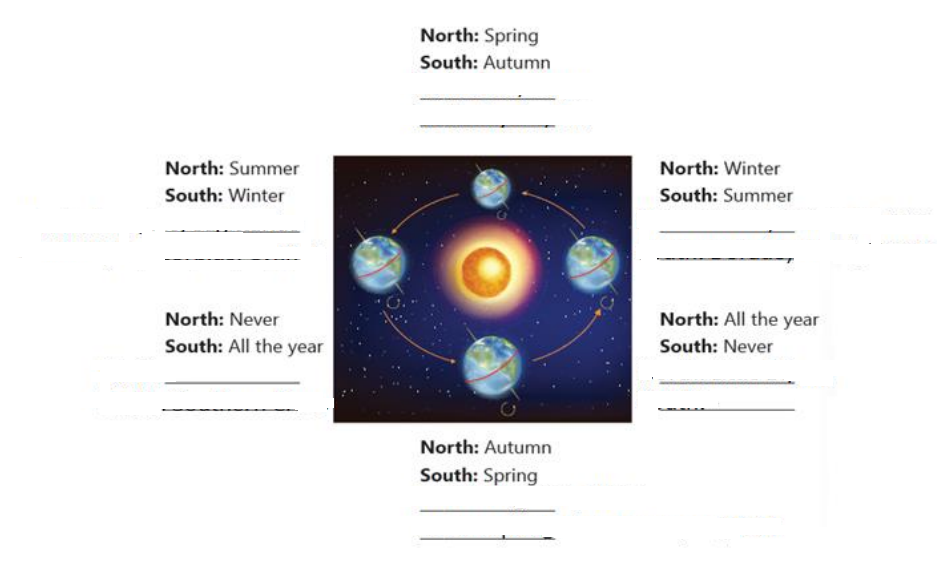 North: Spring
South: Autumn
North: Summer
South: Winter
North: Winter
South: Summer
North: Never
South: All the year
North: All the year
South: Never
North: Autumn
South: Spring